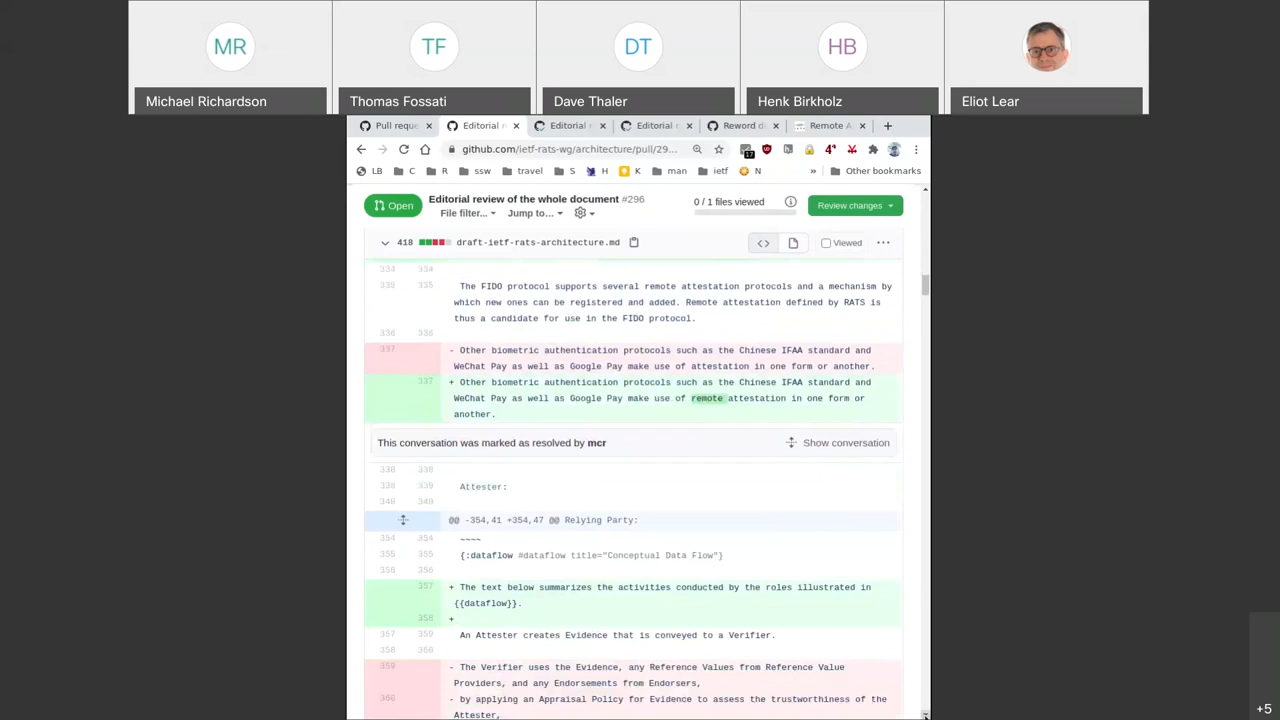 MR
TF
DT
HB
Michael Richardson
Thomas Fossati
Dave Thaler
Henk Birkholz
Eliot Lear
Pull reque
Editorial r
Editorial r
Editorial c
Reword d
Remote A
github.com/ietf-rats-wg/architecture/pull/29...
17
LB
C
R
ssw
travel
S
H
K
man
ietf
N
»
Other bookmarks
Open
Editorial review of the whole document #296
File filter...
Jump to...
0 / 1 files viewed
Review changes
418
draft-ietf-rats-architecture.md
Viewed
334 334
335 335 The FIDO protocol supports several remote attestation protocols and a mechanism by
which new ones can be registered and added. Remote attestation defined by RATS is
thus a candidate for use in the FIDO protocol.
336 336
337 - Other biometric authentication protocols such as the Chinese IFAA standard and
WeChat Pay as well as Google Pay make use of attestation in one form or another.
337 + Other biometric authentication protocols such as the Chinese IFAA standard and
WeChat Pay as well as Google Pay make use of remote attestation in one form or
another.
This conversation was marked as resolved by mcr
Show conversation
338 338
339 339 Attester:
340 340
@@ -354,41 +354,47 @@ Relying Party:
354 354 ~~~~
355 355 {:dataflow #dataflow title="Conceptual Data Flow"}
356 356
357 + The text below summarizes the activities conducted by the roles illustrated in
{{dataflow}}.
358 +
357 359 An Attester creates Evidence that is conveyed to a Verifier.
358 360
359 - The Verifier uses the Evidence, any Reference Values from Reference Value
Providers, and any Endorsements from Endorsers,
360 - by applying an Appraisal Policy for Evidence to assess the trustworthiness of the
Attester,
+5